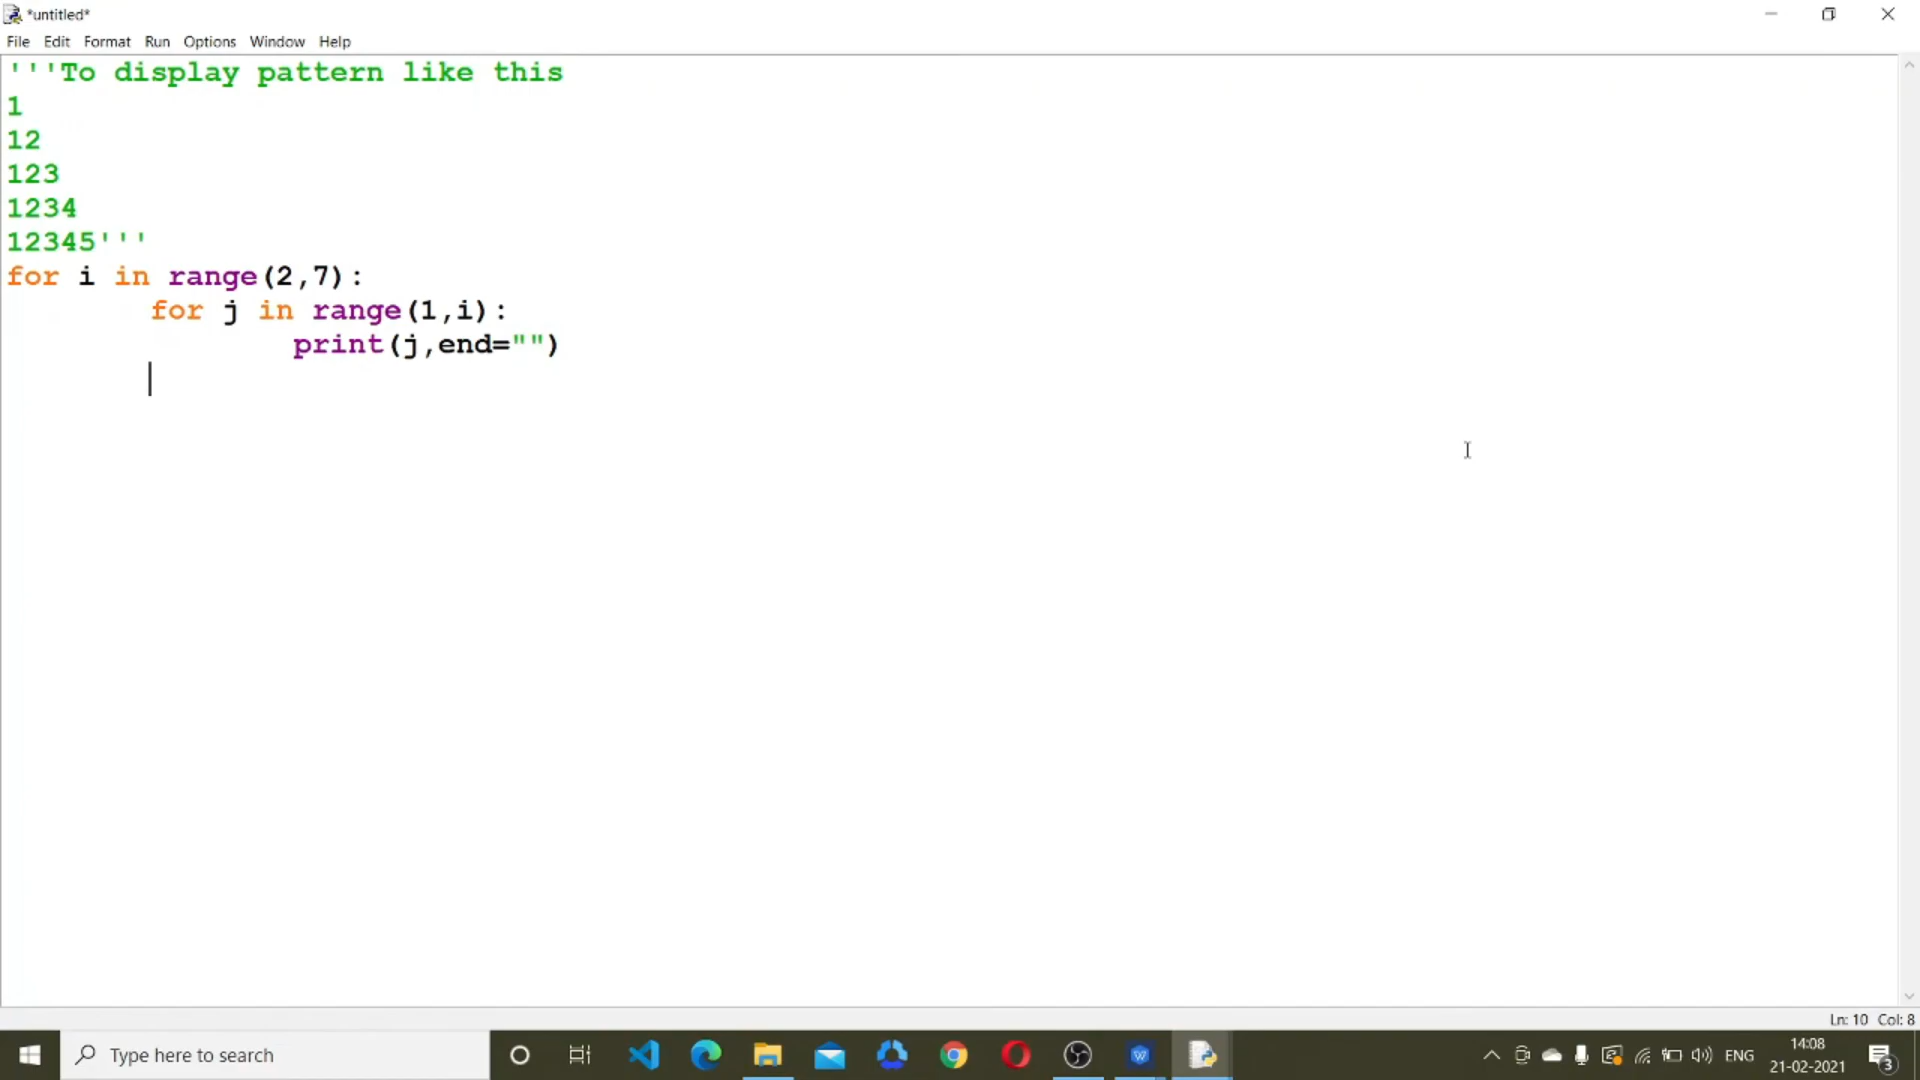 *untitled*
File Edit Format Run Options Window Help
'''To display pattern like this
1
12
123
1234
12345'''
for i in range(2,7):
        for j in range(1,i):
                print(j,end="")
Ln: 10 Col: 8
Type here to search
W
ENG
14:08
21-02-2021
3